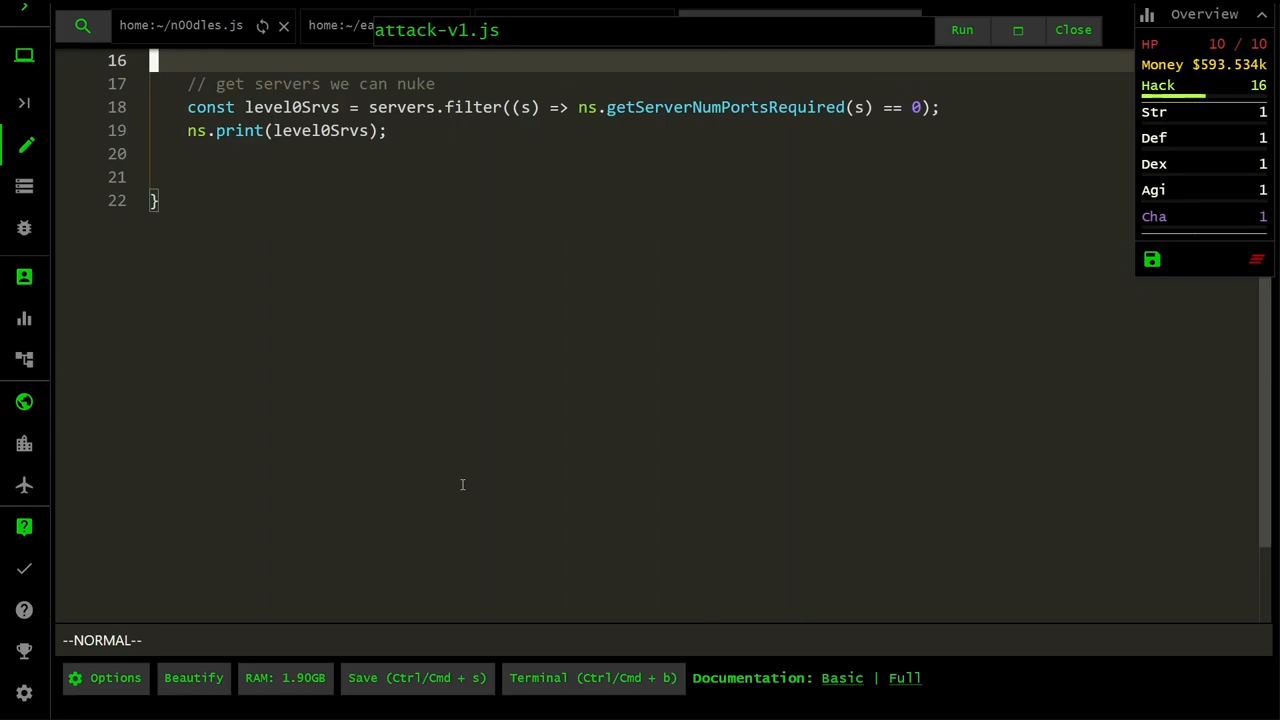 home:~/n00dles.js
home:~/ea
attack-v1.js
Run
Close
Overview
HP 10 / 10
Money $593.534k
Hack 16
Str 1
Def 1
Dex 1
Agi 1
Cha 1
16
17 // get servers we can nuke
18 const level0Srvs = servers.filter((s) => ns.getServerNumPortsRequired(s) == 0);
19 ns.print(level0Srvs);
20
21
22 }
--NORMAL--
Options
Beautify
RAM: 1.90GB
Save (Ctrl/Cmd + s)
Terminal (Ctrl/Cmd + b)
Documentation: Basic | Full